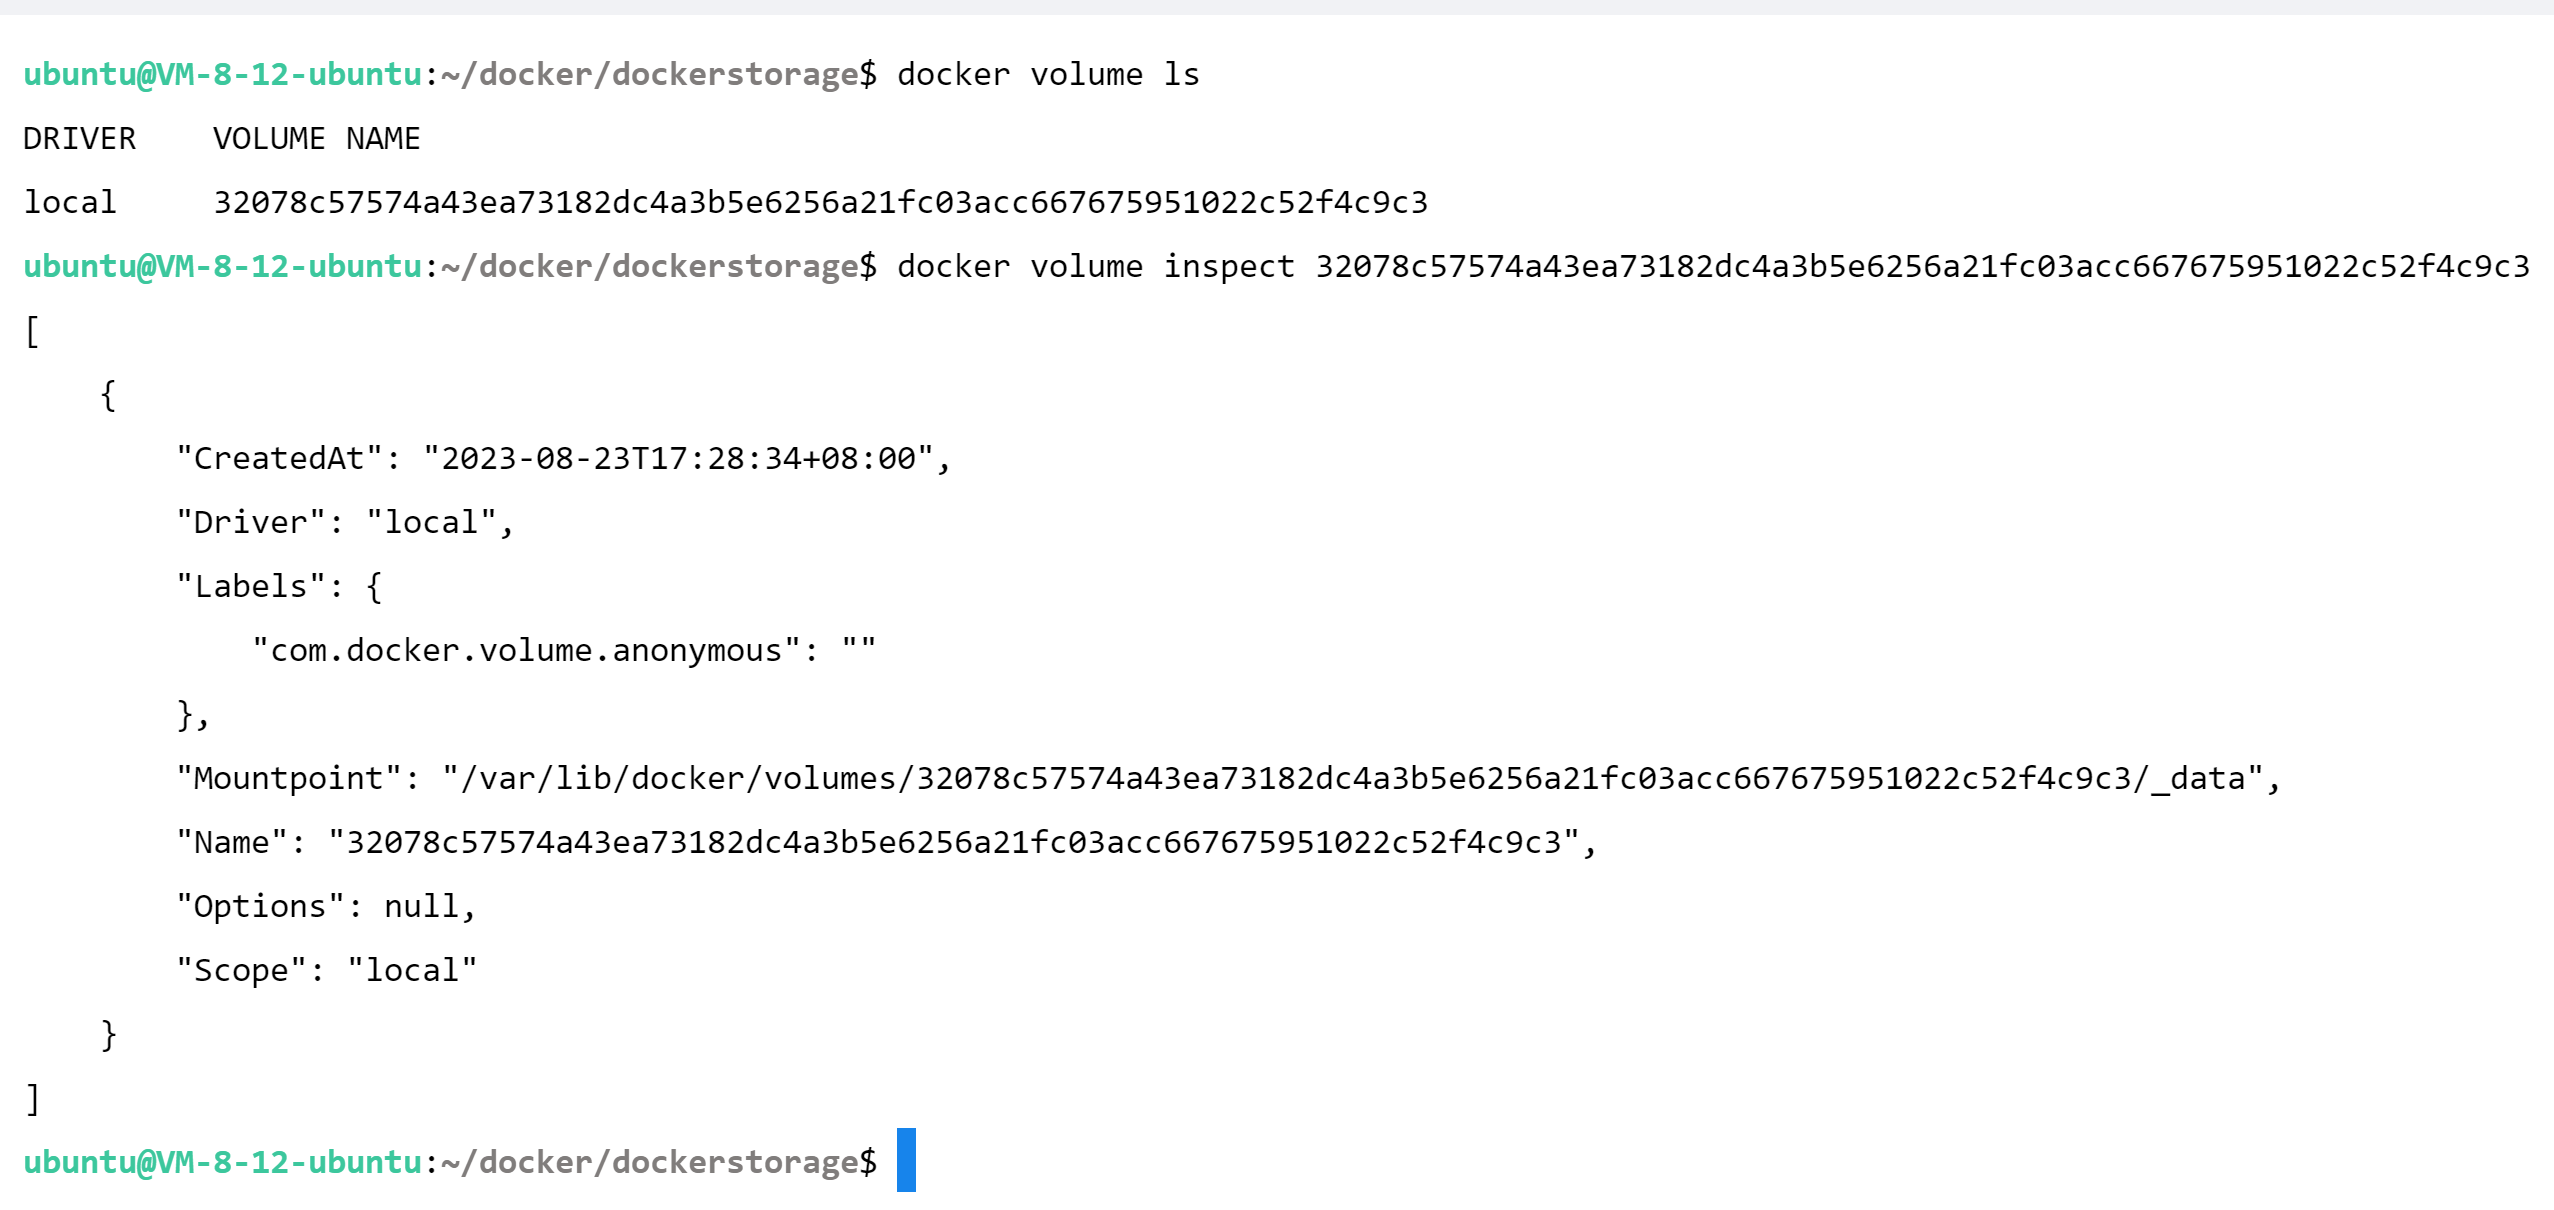 ubuntu@VM-8-12-ubuntu:~/docker/dockerstorage$ docker volume ls
DRIVER    VOLUME NAME
local     32078c57574a43ea73182dc4a3b5e6256a21fc03acc667675951022c52f4c9c3
ubuntu@VM-8-12-ubuntu:~/docker/dockerstorage$ docker volume inspect 32078c57574a43ea73182dc4a3b5e6256a21fc03acc667675951022c52f4c9c3
[
    {
        "CreatedAt": "2023-08-23T17:28:34+08:00",
        "Driver": "local",
        "Labels": {
            "com.docker.volume.anonymous": ""
        },
        "Mountpoint": "/var/lib/docker/volumes/32078c57574a43ea73182dc4a3b5e6256a21fc03acc667675951022c52f4c9c3/_data",
        "Name": "32078c57574a43ea73182dc4a3b5e6256a21fc03acc667675951022c52f4c9c3",
        "Options": null,
        "Scope": "local"
    }
]
ubuntu@VM-8-12-ubuntu:~/docker/dockerstorage$